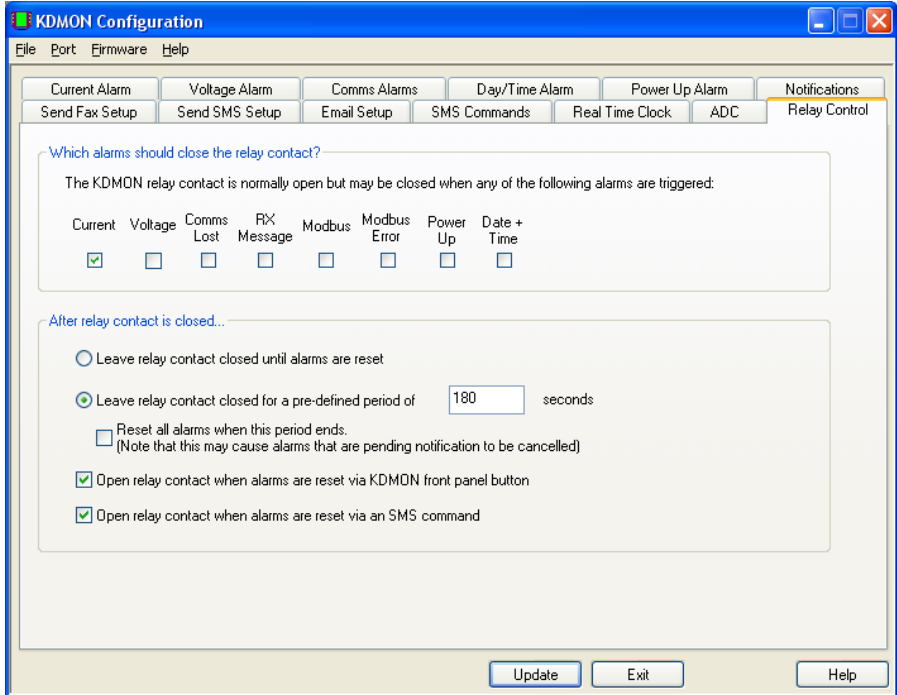 KDMON Configuration
File Port Firmware Help
Current Alarm Voltage Alarm Comms Alarms Day/Time Alarm Power Up Alarm Notifications
Send Fax Setup Send SMS Setup Email Setup SMS Commands Real Time Clock ADC Relay Control
Which alarms should close the relay contact?
The KDMON relay contact is normally open but may be closed when any of the following alarms are triggered:
Current Voltage Comms Lost RX Message Modbus Modbus Error Power Up Date + Time
After relay contact is closed...
Leave relay contact closed until alarms are reset
Leave relay contact closed for a pre-defined period of 180 seconds
Reset all alarms when this period ends.
(Note that this may cause alarms that are pending notification to be cancelled)
Open relay contact when alarms are reset via KDMON front panel button
Open relay contact when alarms are reset via an SMS command
Update Exit Help